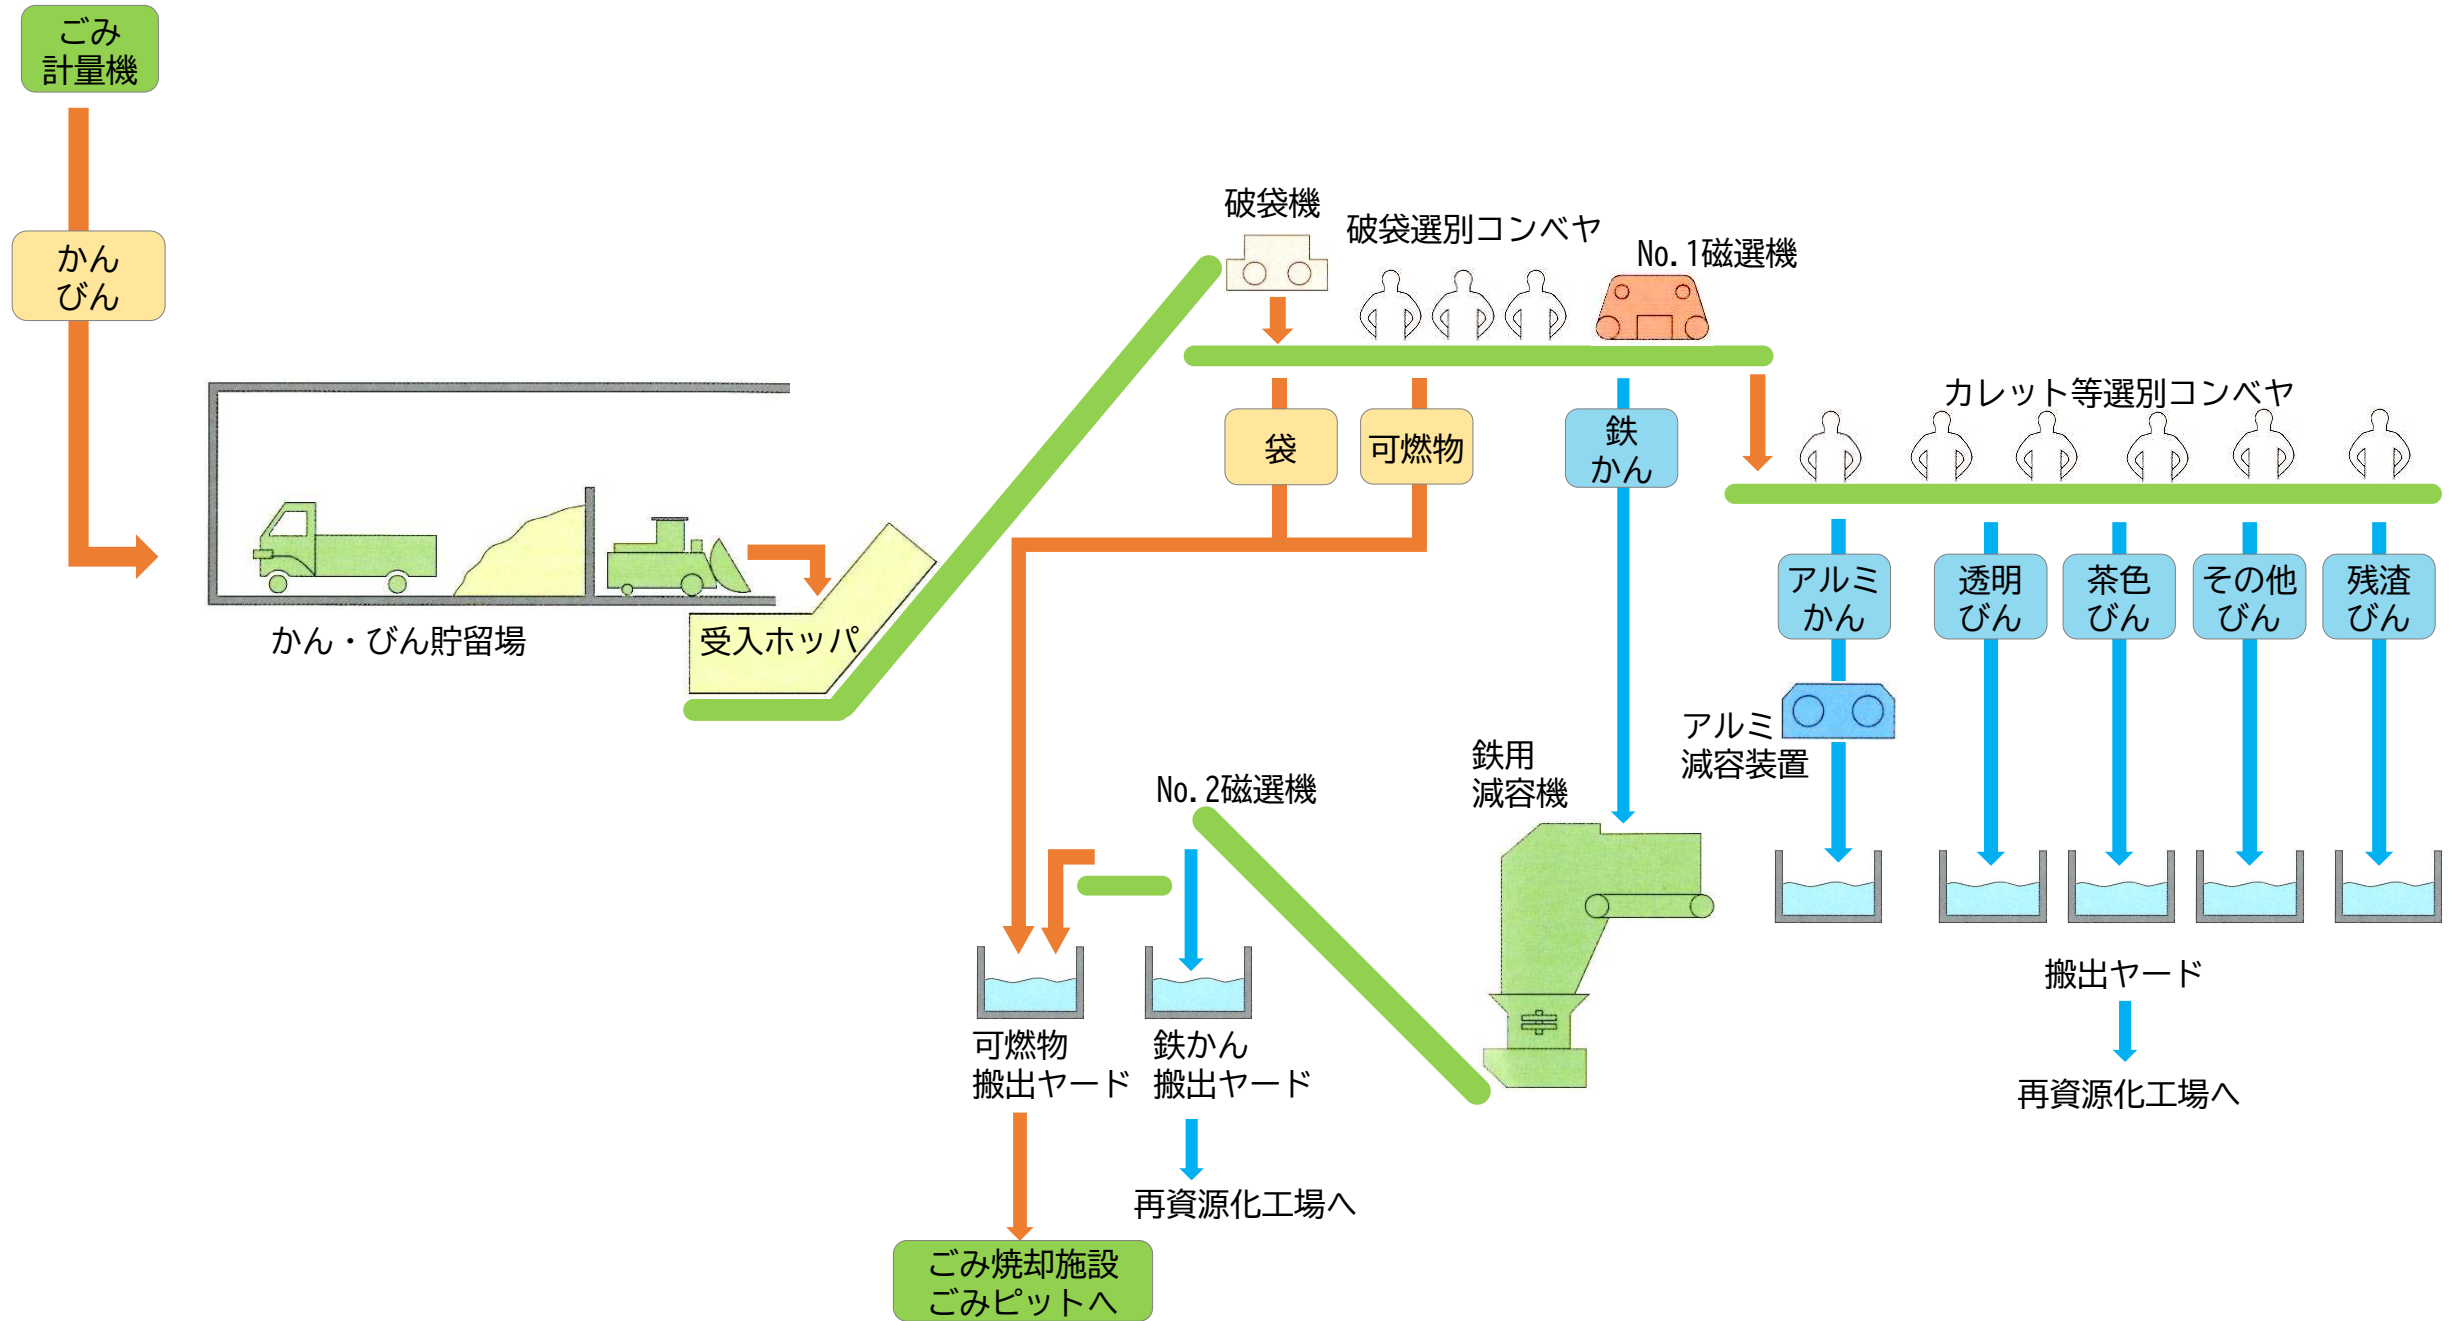 ごみ
計量機
かん
びん
かん・びん貯留場
受入ホッパ
破袋機
破袋選別コンベヤ
No.1磁選機
袋
可燃物
鉄
かん
カレット等選別コンベヤ
アルミ
かん
透明
びん
茶色
びん
その他
びん
残渣
びん
アルミ
減容装置
鉄用
減容機
No.2磁選機
可燃物
搬出ヤード
鉄かん
搬出ヤード
搬出ヤード
再資源化工場へ
再資源化工場へ
ごみ焼却施設
ごみピットへ